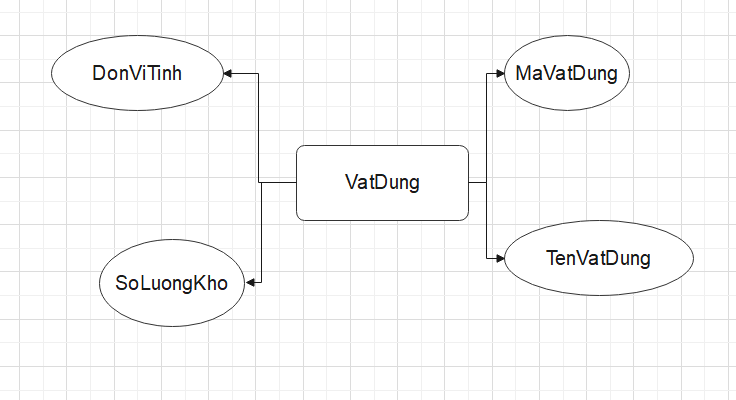 DonViTinh
MaVatDung
VatDung
TenVatDung
SoLuongKho